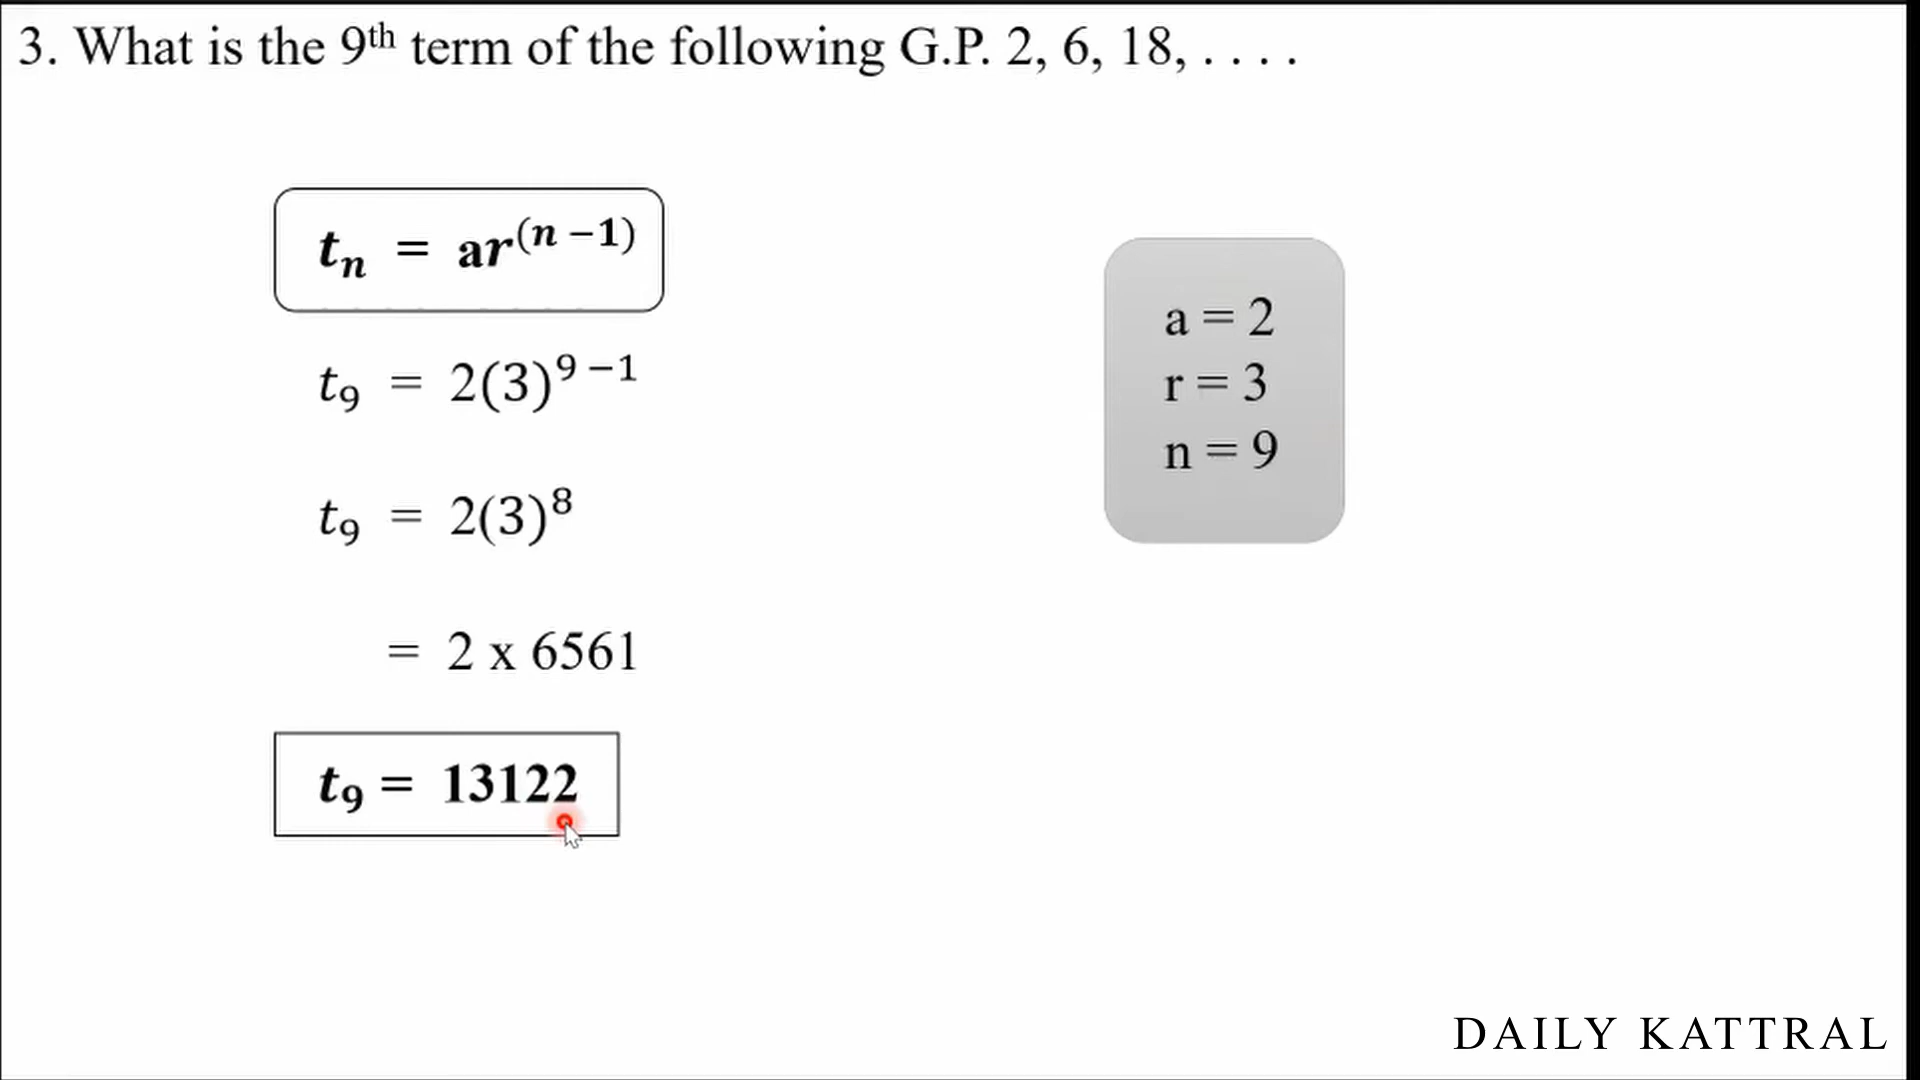 3. What is the 9th term of the following G.P. 2, 6, 18, . . . .
tn = ar(n −1)
a = 2
t9 = 2(3)9 −1
r = 3
n = 9
t9 = 2(3)8
= 2 x 6561
t9 = 13122
DAILY KATTRAL